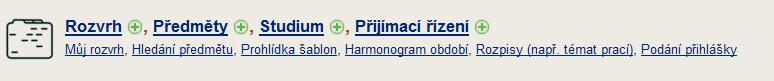 Rozvrh, Předměty, Studium, Přijímací řízení
Můj rozvrh, Hledání předmětu, Prohlídka šablon, Harmonogram období, Rozpisy (např. témat prací), Podání přihlášky